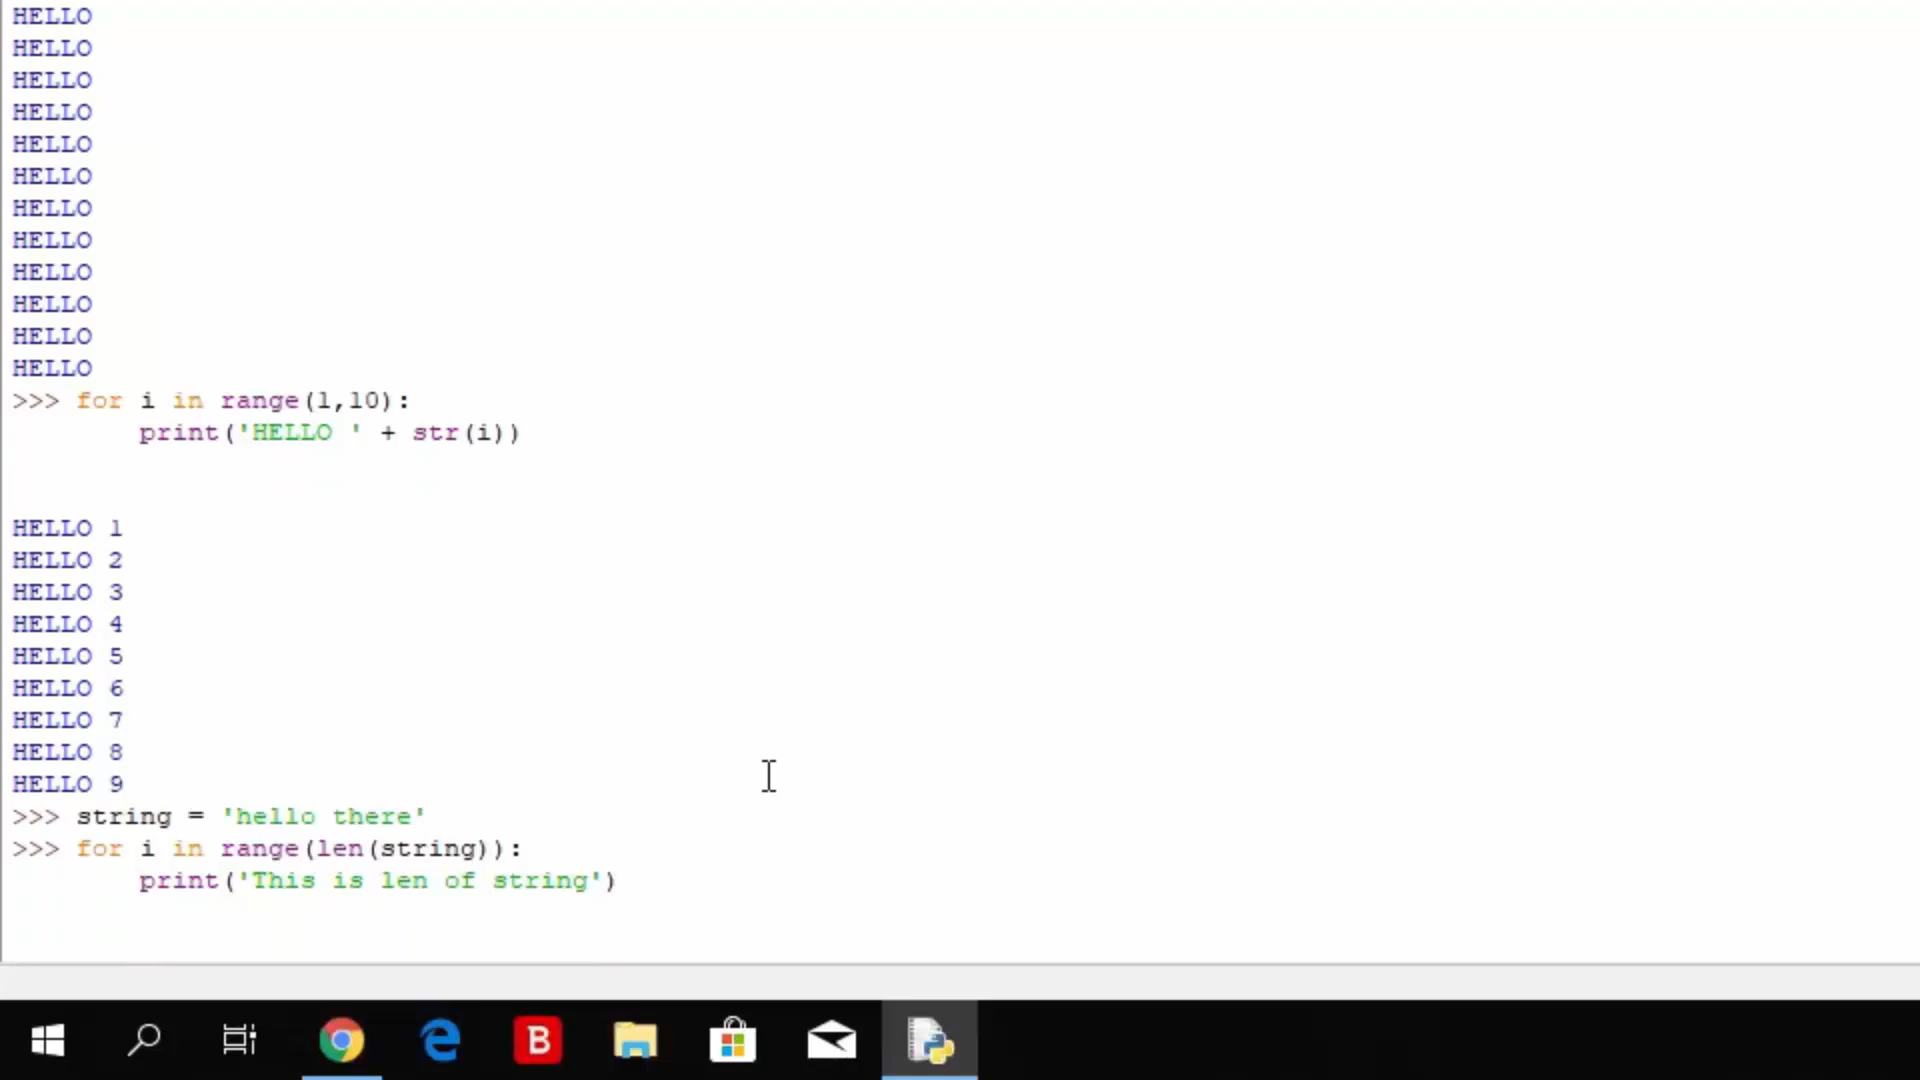 HELLO
HELLO
HELLO
HELLO
HELLO
HELLO
HELLO
HELLO
HELLO
HELLO
HELLO
HELLO
>>> for i in range(1,10):
        print('HELLO ' + str(i))
HELLO 1
HELLO 2
HELLO 3
HELLO 4
HELLO 5
HELLO 6
HELLO 7
HELLO 8
HELLO 9
>>> string = 'hello there'
>>> for i in range(len(string)):
        print('This is len of string')
B